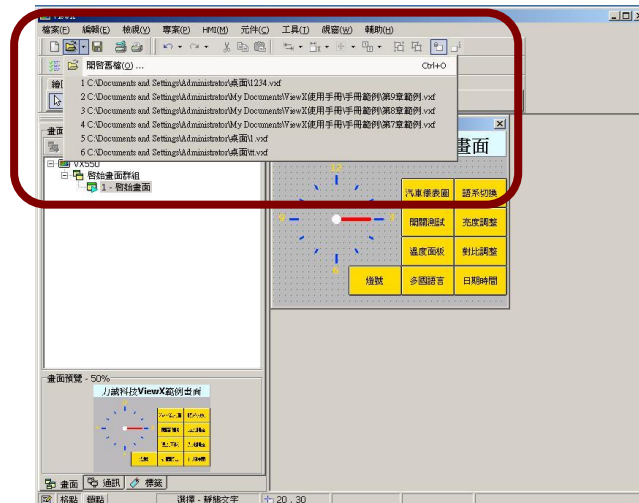 檔案(F) 編輯(E) 檢視(V) 專案(P) HMI(M) 元件(C) 工具(T) 視窗(W) 輔助(H)
開啟舊檔(O) ... Ctrl+O
1 C:\Documents and Settings\Administrator\桌面\1234.vxf
2 C:\Documents and Settings\Administrator\My Documents\ViewX使用手冊\手冊範例\第9章範例.vxf
3 C:\Documents and Settings\Administrator\My Documents\ViewX使用手冊\手冊範例\第8章範例.vxf
4 C:\Documents and Settings\Administrator\My Documents\ViewX使用手冊\手冊範例\第7章範例.vxf
5 C:\Documents and Settings\Administrator\桌面\1.vxf
6 C:\Documents and Settings\Administrator\桌面\tt.vxf
畫面
VX550
啓始畫面群組
1 - 啓始畫面
汽車儀表圖 語系切換
開關測試 亮度調整
溫度面板 對比調整
燈號 多國語言 日期時間
畫面預覽 - 50%
力誠科技ViewX範例畫面
畫面 通訊 標籤
格點 鎖點 選擇 - 靜態文字 20 , 30